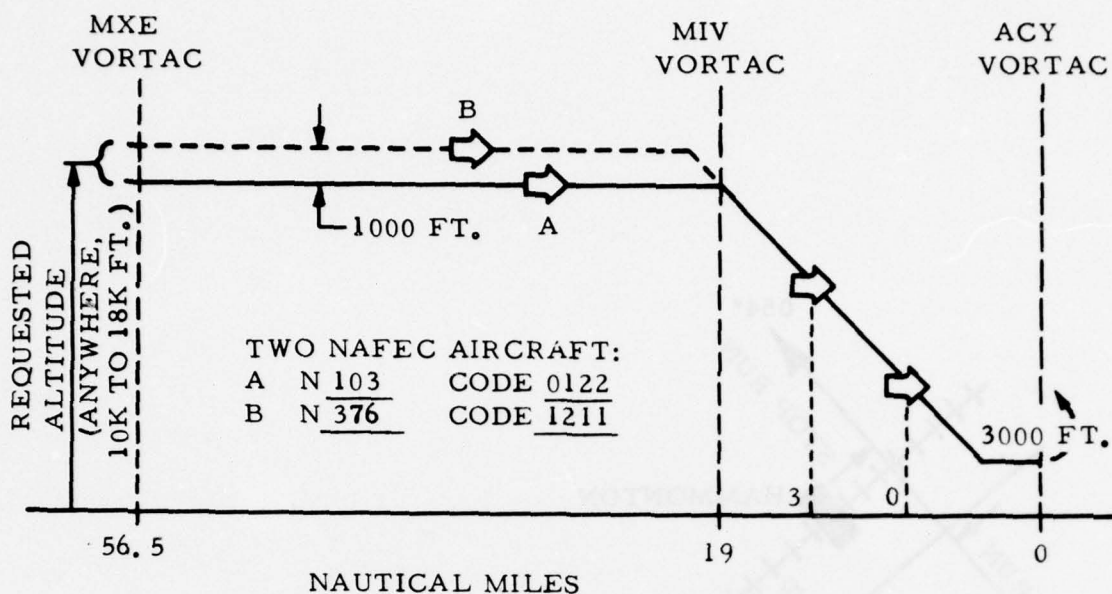 MXE
VORTAC
MIV
VORTAC
ACY
VORTAC
B
A
1000 FT.
REQUESTED
ALTITUDE
(ANYWHERE,
10K TO 18K FT.)
TWO NAFEC AIRCRAFT:
A N 103 CODE 0122
B N 376 CODE 1211
3000 FT.
3
0
56.5
19
0
NAUTICAL MILES